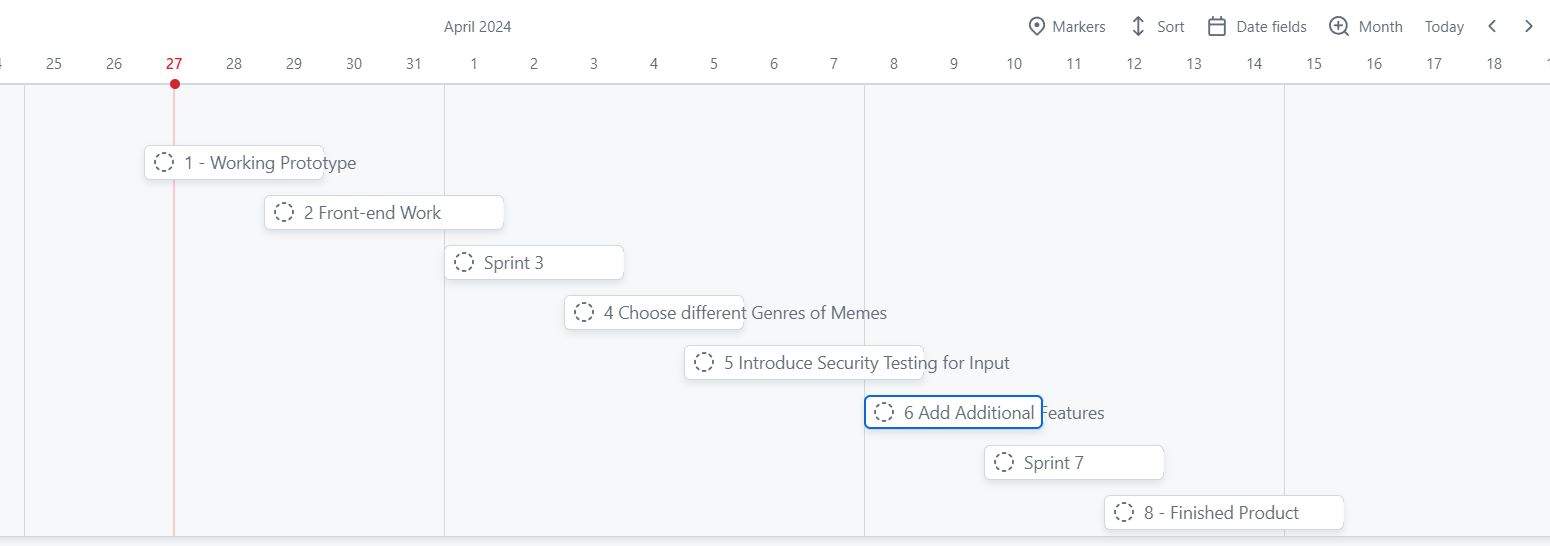 April 2024 Markers Sort Date fields Month Today
25 26 27 28 29 30 31 1 2 3 4 5 6 7 8 9 10 11 12 13 14 15 16 17 18
1 - Working Prototype
2 Front-end Work
Sprint 3
4 Choose different Genres of Memes
5 Introduce Security Testing for Input
6 Add Additional Features
Sprint 7
8 - Finished Product